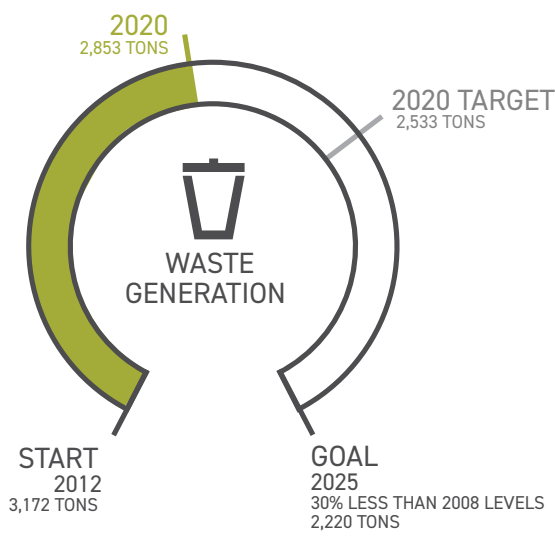 2020
2,853 TONS
2020 TARGET
2,533 TONS
WASTE
GENERATION
START
2012
3,172 TONS
GOAL
2025
30% LESS THAN 2008 LEVELS
2,220 TONS